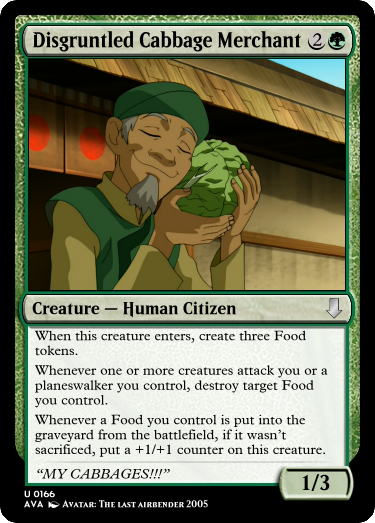 Disgruntled Cabbage Merchant 2
Creature — Human Citizen
When this creature enters, create three Food
tokens.
Whenever one or more creatures attack you or a
planeswalker you control, destroy target Food
you control.
Whenever a Food you control is put into the
graveyard from the battlefield, if it wasn't
sacrificed, put a +1/+1 counter on this creature.
“MY CABBAGES!!!”
1/3
U 0166
AVA Avatar: The last airbender 2005